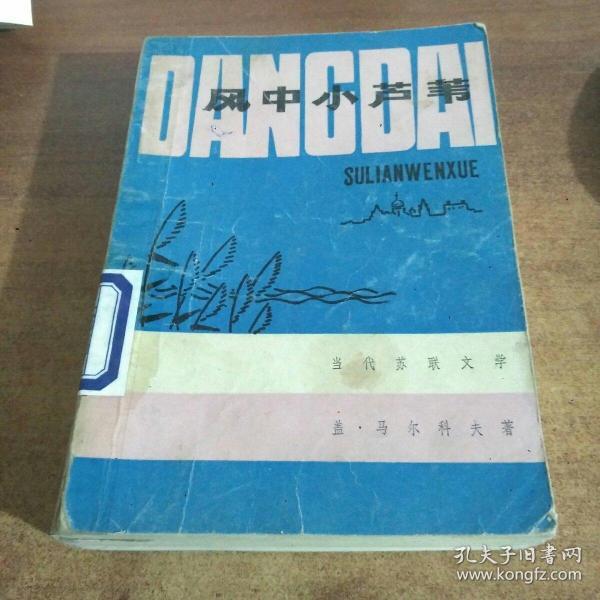 DANGDAI
风中小芦苇
SULIANWENXUE
当代苏联文学
盖·马尔科夫著
孔夫子旧书网
www.kongfz.com